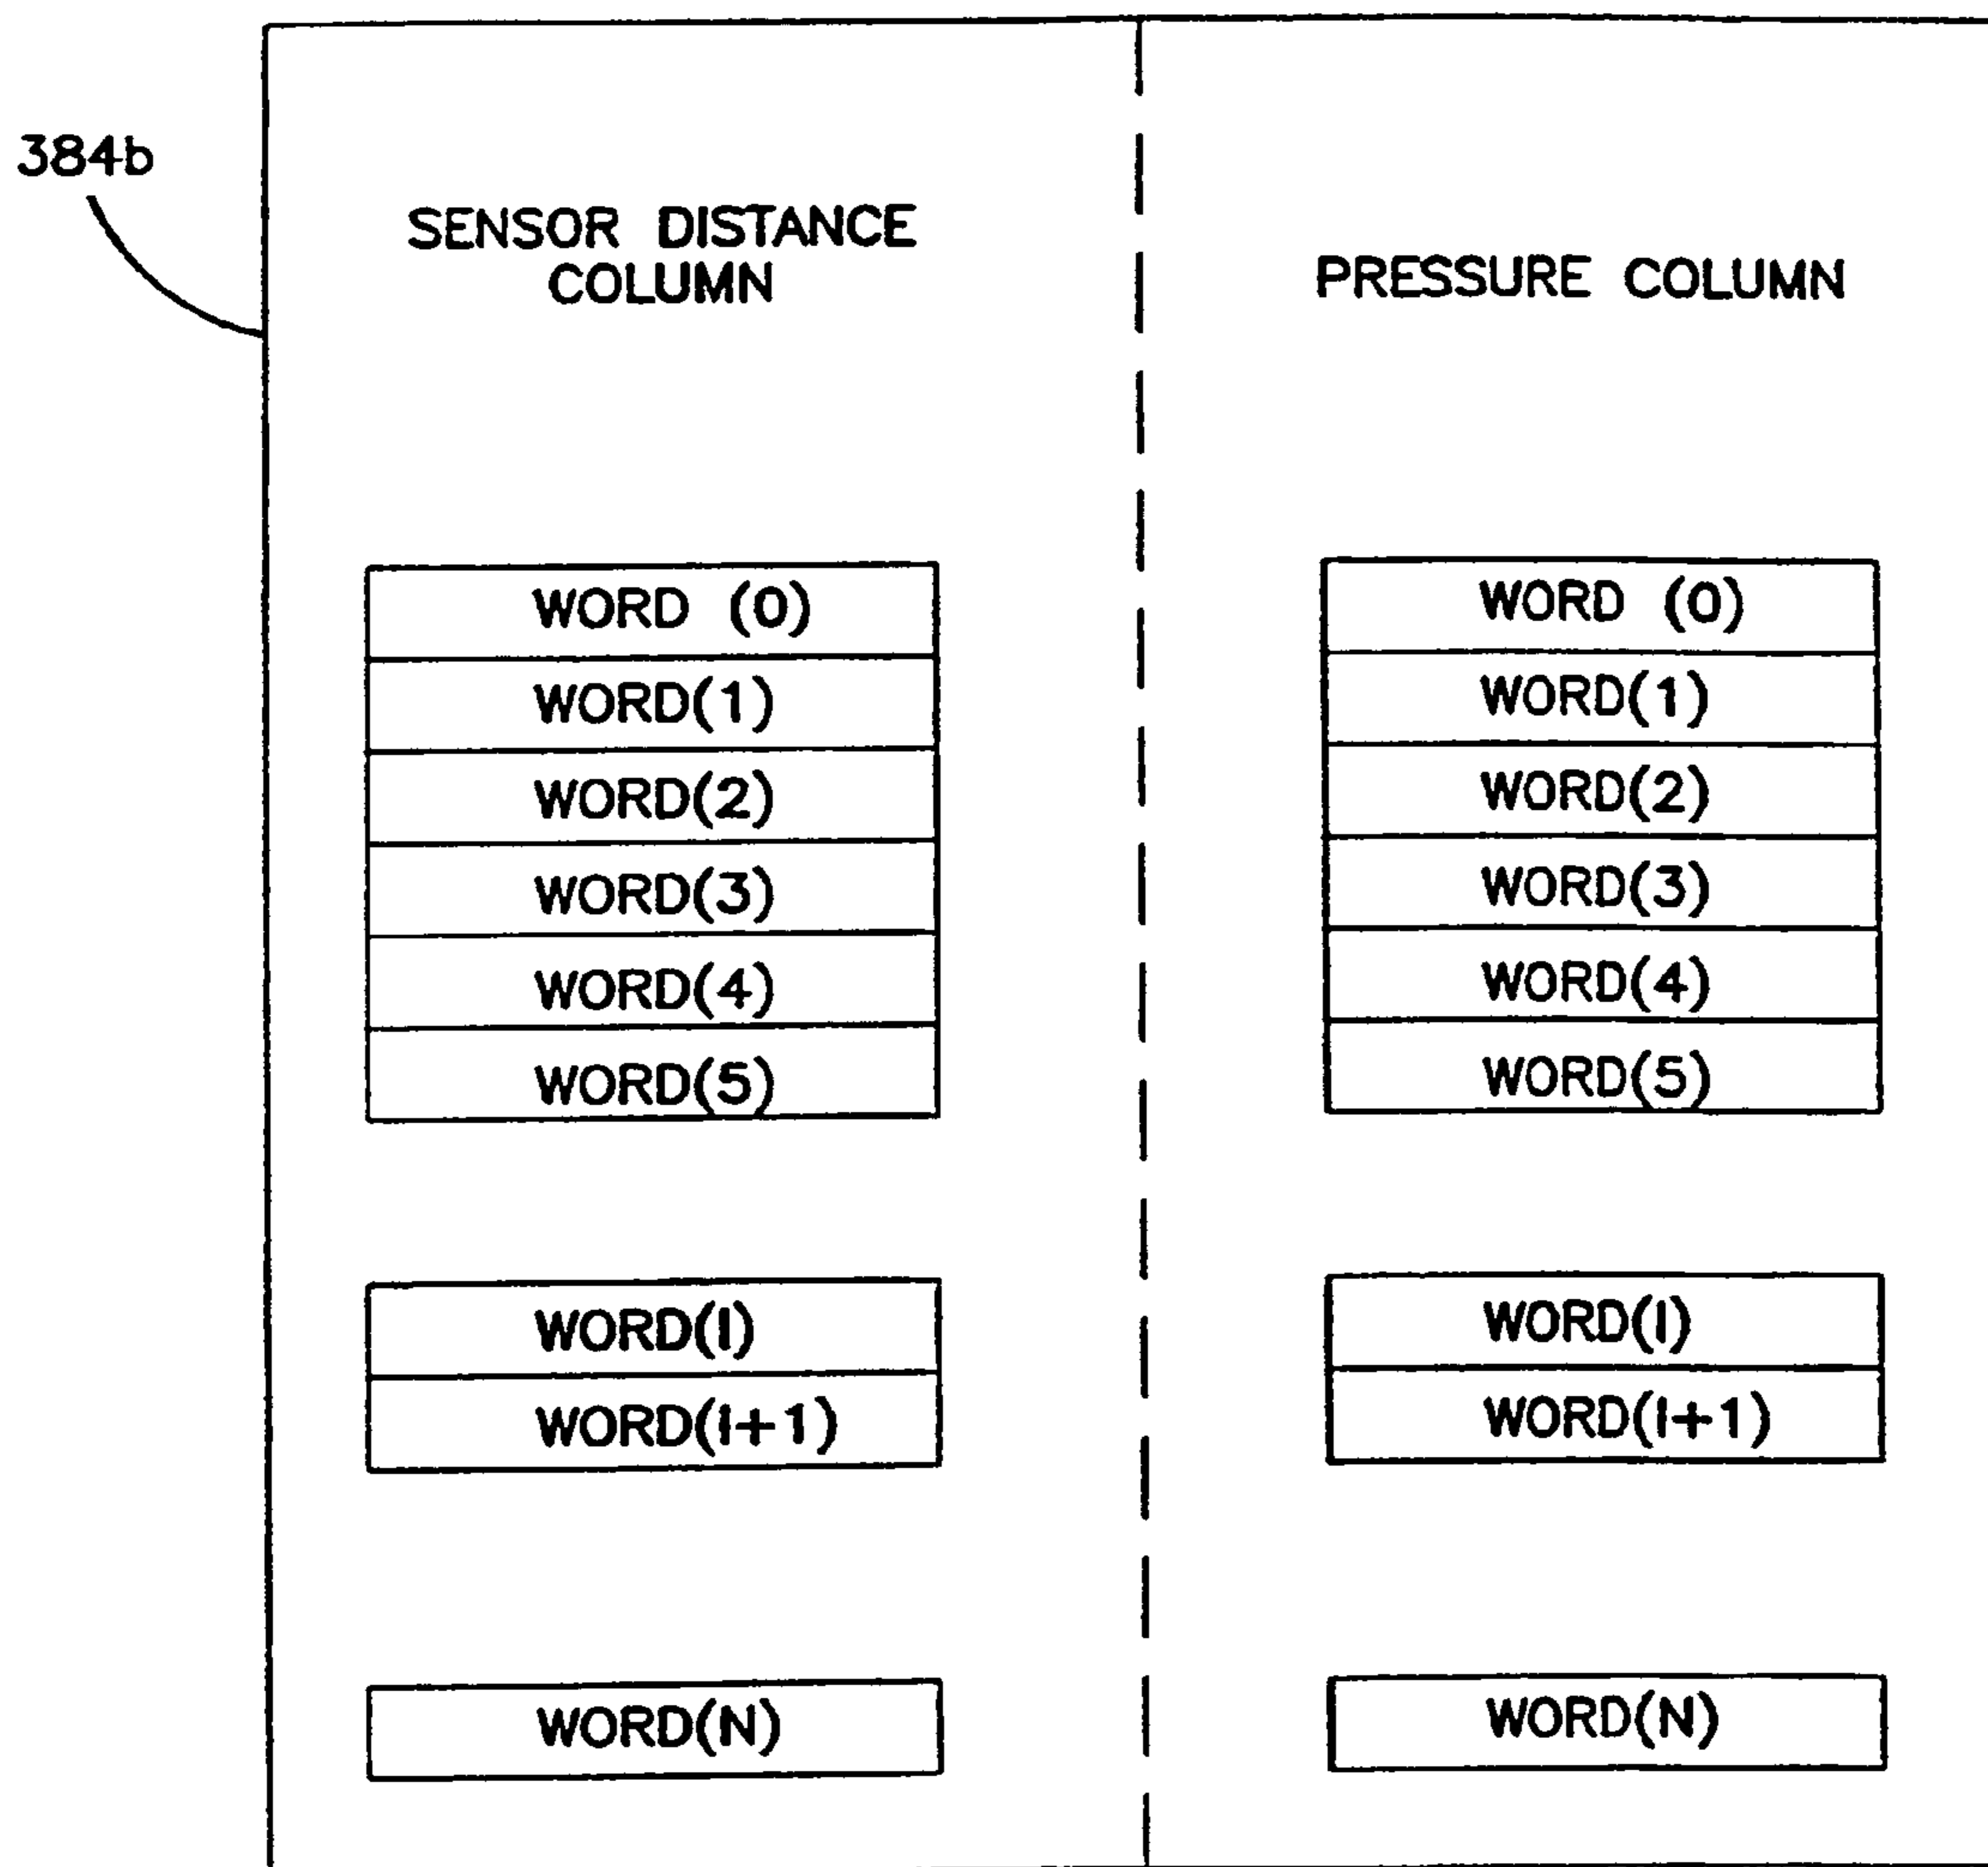 384b
SENSOR DISTANCE
COLUMN
WORD (0)
WORD(1)
WORD(2)
WORD(3)
WORD(4)
WORD(5)
WORD(I)
WORD(I+1)
WORD(N)
PRESSURE COLUMN
WORD (0)
WORD(1)
WORD(2)
WORD(3)
WORD(4)
WORD(5)
WORD(I)
WORD(I+1)
WORD(N)